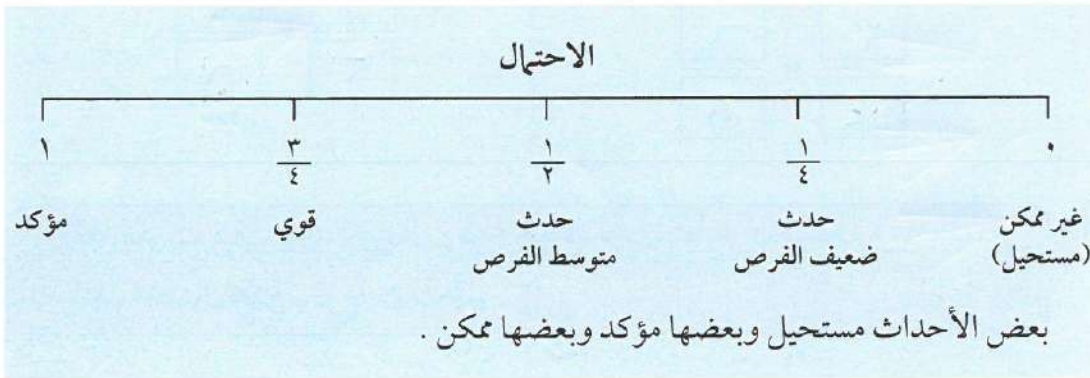 الاحتمال
٠ ١/٤ ١/٢ ٣/٤ ١
غير ممكن حدث حدث قوي مؤكد
(مستحيل) ضعيف الفرص متوسط الفرص
بعض الأحداث مستحيل وبعضها مؤكد وبعضها ممكن .